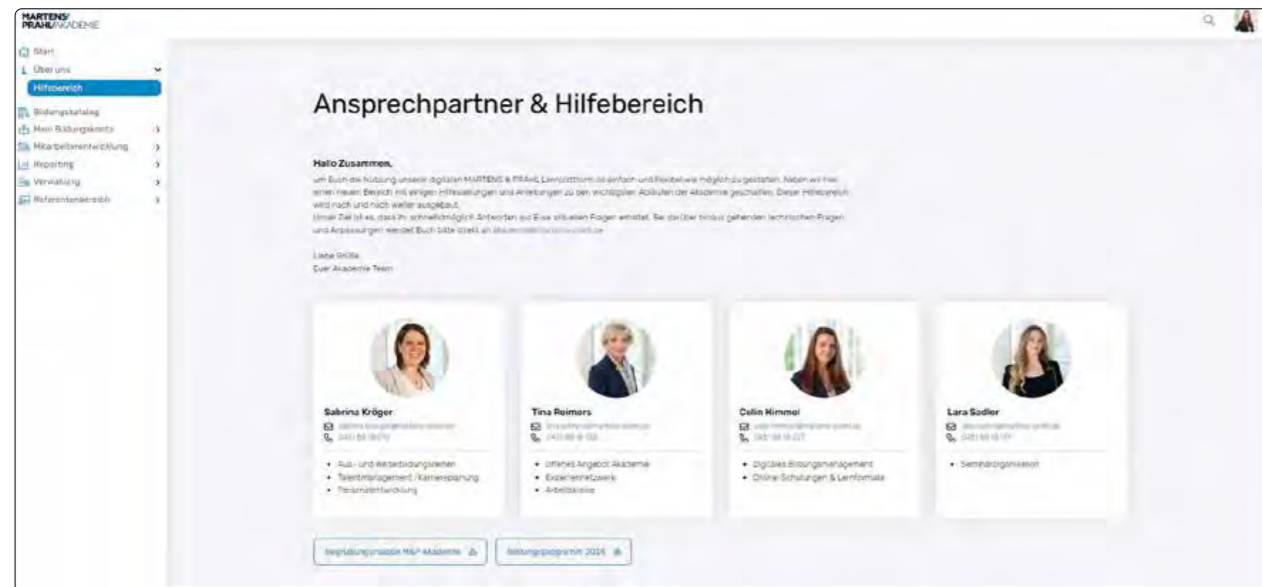 MARTENS/
PRAHL/AKADEMIE
Start
Über uns
Hilfebereich
Bildungskatalog
Mein Bildungskonto
Mitarbeiterentwicklung
Reporting
Verwaltung
Referentenbereich
Ansprechpartner & Hilfebereich
Hallo Zusammen,
um Euch die Nutzung unserer digitalen MARTENS & PRAHL Lernplattform so einfach und flexibel wie möglich zu gestalten, haben wir hier
einen neuen Bereich mit einigen Hilfestellungen und Anleitungen zu den wichtigsten Abläufen der Akademie geschaffen. Dieser Hilfebereich
wird nach und nach weiter ausgebaut.
Unser Ziel ist es, dass Ihr schnellstmöglich Antworten auf Eure aktuellen Fragen erhaltet. Bei darüber hinaus gehenden technischen Fragen
und Anpassungen wendet Euch bitte direkt an
Liebe Grüße
Euer Akademie Team
Sabrina Kröger
Aus- und Weiterbildungsreihen
Talentmanagement / Karriereplanung
Personalentwicklung
Tina Reimers
Offenes Angebot Akademie
Expertennetzwerk
Arbeitskreise
Celin Himmel
Digitales Bildungsmanagement
Online-Schulungen & Lernformate
Lara Sadler
Seminarorganisation
Begrüßungsmappe M&P Akademie
Bildungsprogramm 2024